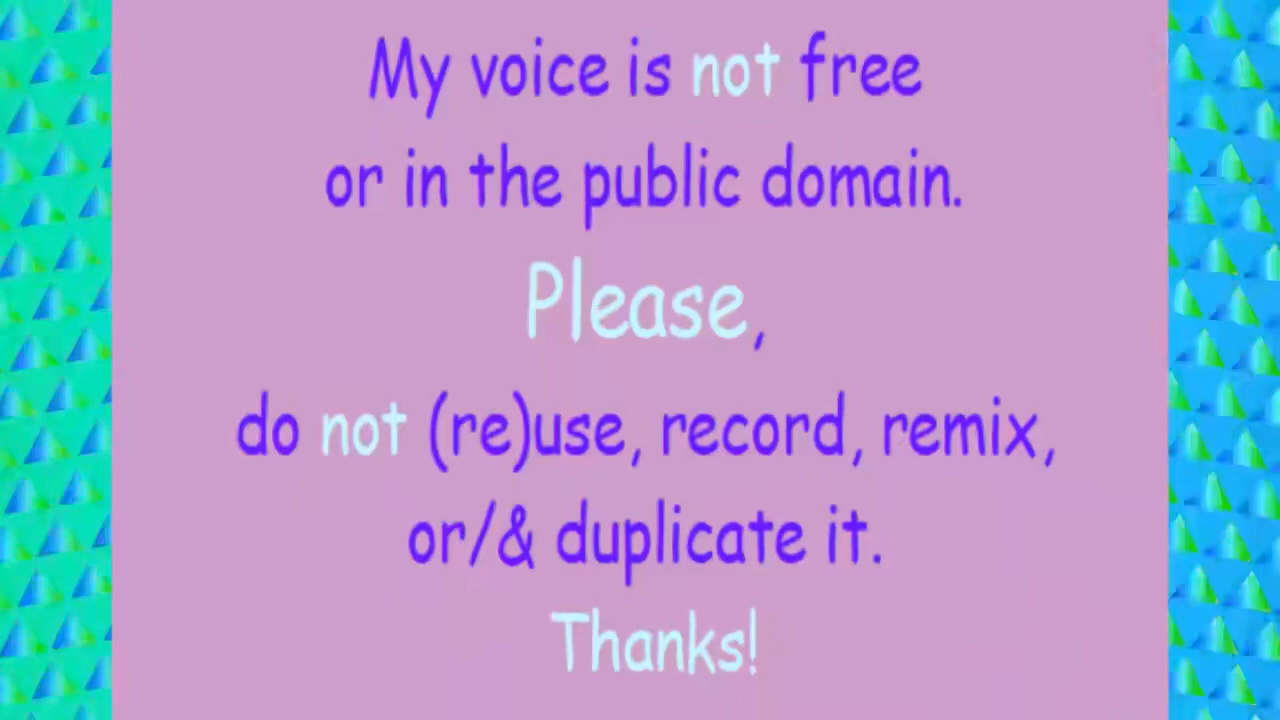 My voice is not free
or in the public domain.
Please,
do not (re)use, record, remix,
or/& duplicate it.
Thanks!